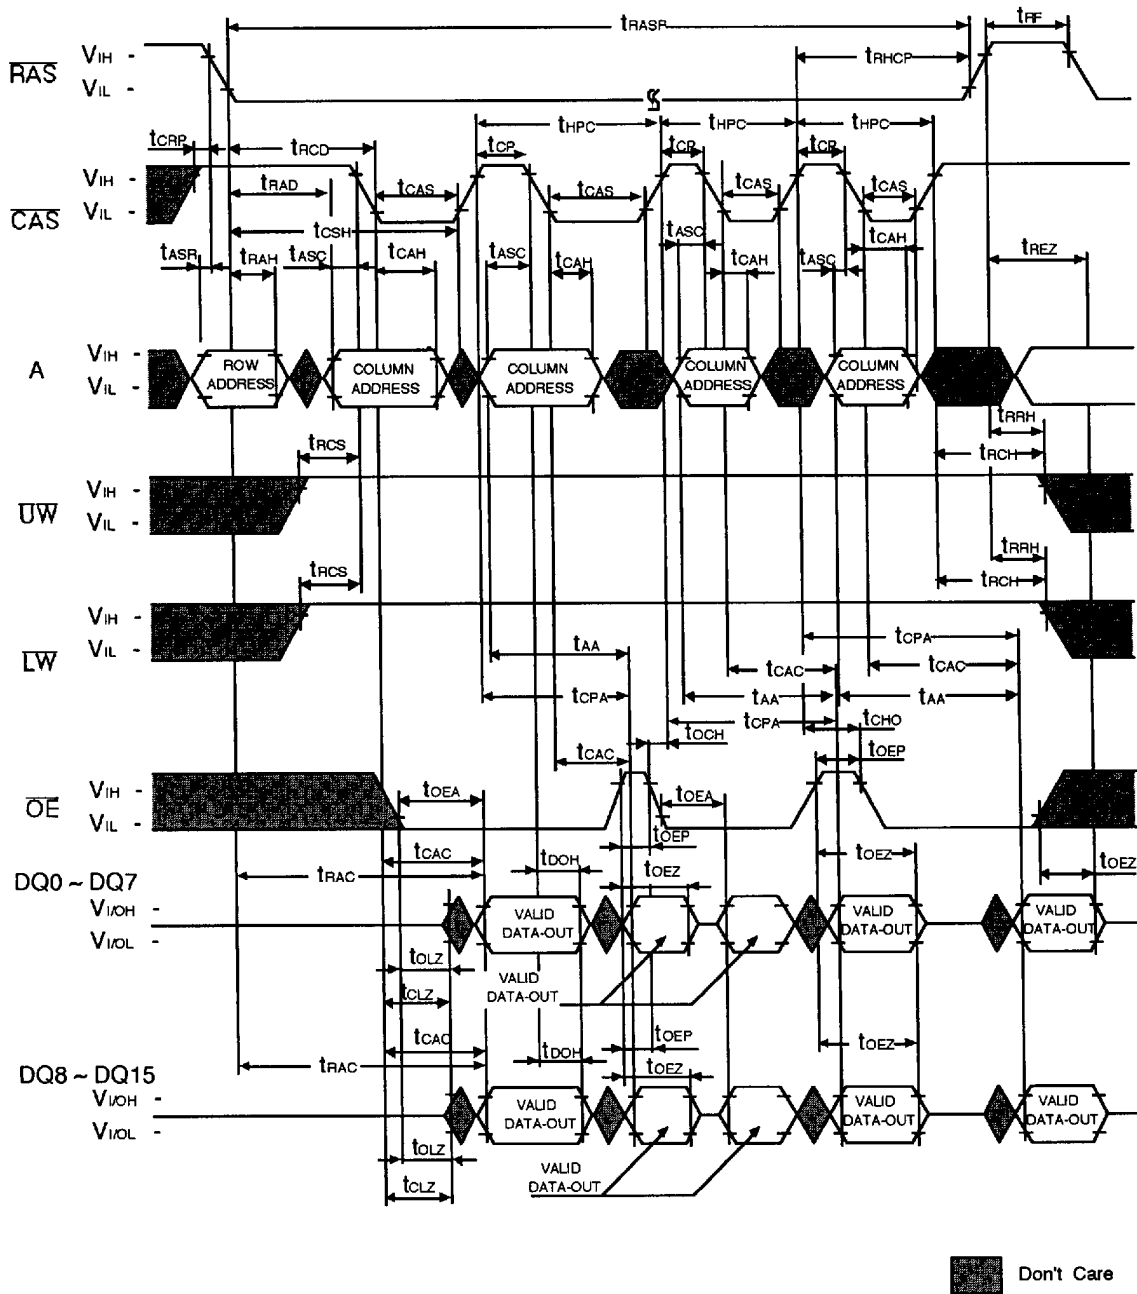 tRASP tRF
VIH -
RAS
VIL -
tRHCP
tCRP tRCD tHPC tHPC tHPC
tCP tCP tCP
VIH -
CAS
VIL -
tRAD tCAS tCAS tCAS tCAS
tCSH tASC tCAH
tASR tRAH tASC tCAH tASC tCAH tCAH tASC tREZ
VIH -
A
VIL -
ROW ADDRESS
COLUMN ADDRESS
COLUMN ADDRESS
COLUMN ADDRESS
COLUMN ADDRESS
tRCS tRRH
tRCH
VIH -
UW
VIL -
tRCS tRRH
tRCH
VIH -
LW
VIL -
tCPA
tAA tCAC tCAC
tCPA tAA tAA
tCPA tCHO
tOCH
tCAC tOEP
VIH -
OE
VIL -
tOEA tOEA
tOEP
tCAC tDOH tOEZ tOEZ tOEZ
tRAC
DQ0 ~ DQ7
VI/OH -
VI/OL -
VALID DATA-OUT
VALID DATA-OUT
VALID DATA-OUT
tOLZ
VALID DATA-OUT
tCLZ
tCAC tDOH tOEP tOEZ
tRAC tOEZ
DQ8 ~ DQ15
VI/OH -
VI/OL -
VALID DATA-OUT
VALID DATA-OUT
VALID DATA-OUT
tOLZ
VALID DATA-OUT
tCLZ
Don't Care